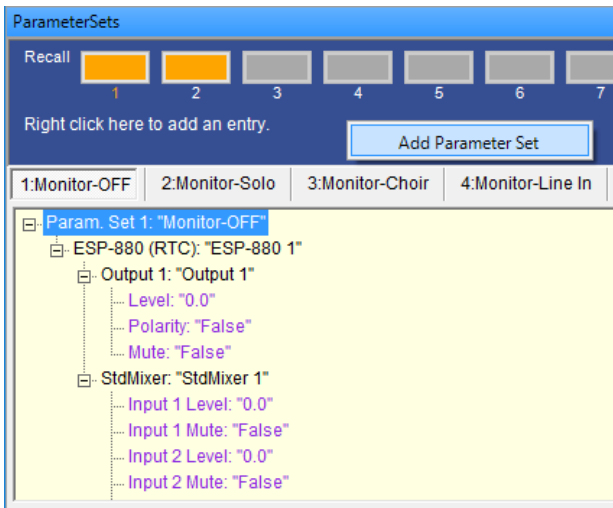 ParameterSets
Recall
1 2 3 4 5 6 7
Right click here to add an entry.
Add Parameter Set
1:Monitor-OFF 2:Monitor-Solo 3:Monitor-Choir 4:Monitor-Line In
Param. Set 1: "Monitor-OFF"
ESP-880 (RTC): "ESP-880 1"
Output 1: "Output 1"
Level: "0.0"
Polarity: "False"
Mute: "False"
StdMixer: "StdMixer 1"
Input 1 Level: "0.0"
Input 1 Mute: "False"
Input 2 Level: "0.0"
Input 2 Mute: "False"